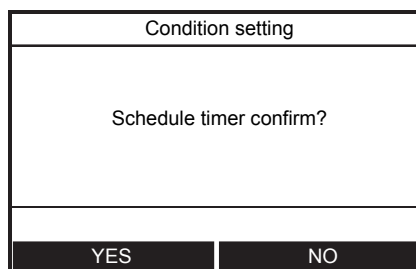 Condition setting
Schedule timer confirm?
YES NO